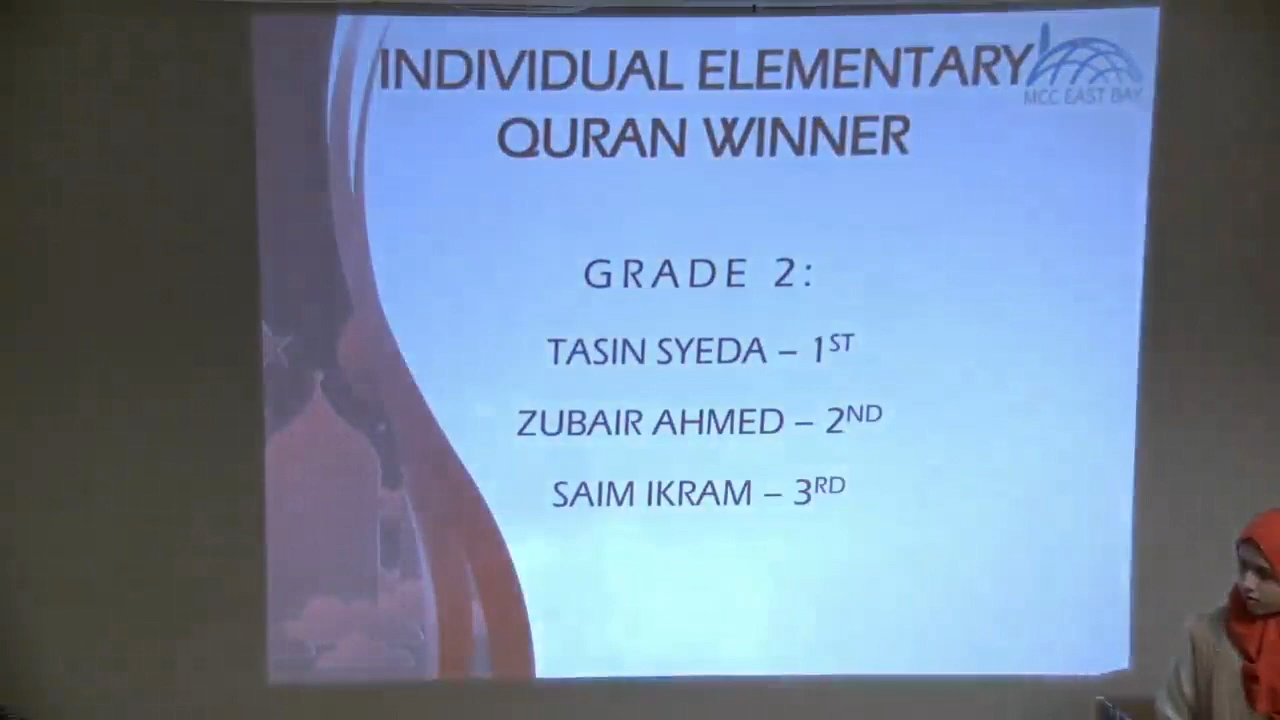 INDIVIDUAL ELEMENTARY
QURAN WINNER
MCC EAST BAY
GRADE 2:
TASIN SYEDA – 1ST
ZUBAIR AHMED – 2ND
SAIM IKRAM – 3RD